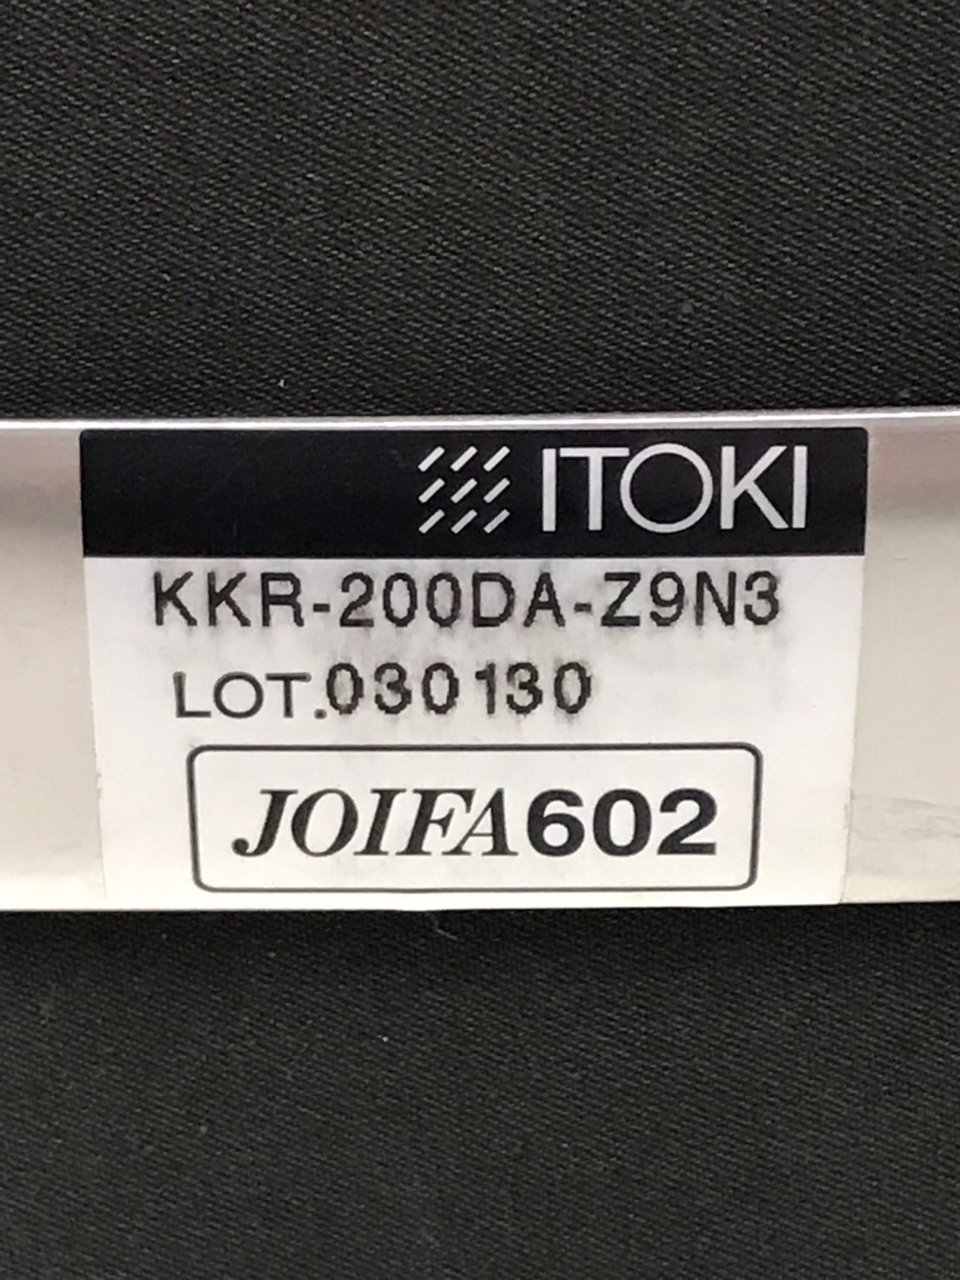 ITOKI
KKR-200DA-Z9N3
LOT.030130
JOIFA602